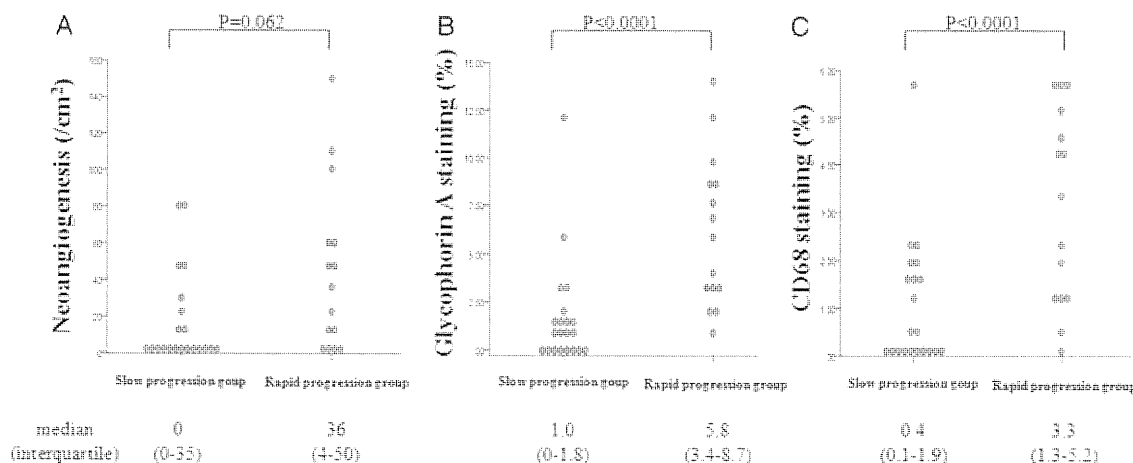 A
P=0.062
Neoangiogenesis (/cm²)
Slow progression goup
Rapid progression group
B
P<0.0001
Glycophorin A staining (%)
Slow progression goup
Rapid progression group
C
P<0.0001
CD68 staining (%)
Slow progression goup
Rapid progression group
median
(interquartile)
0
(0-35)
36
(4-50)
1.0
(0-1.8)
5.8
(3.4-8.7)
0.4
(0.1-1.9)
3.3
(1.3-5.2)